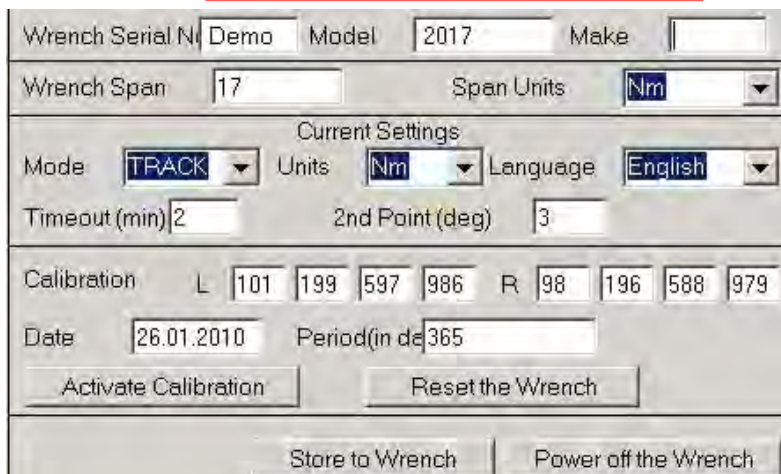 Wrench Serial N Demo Model 2017 Make
Wrench Span 17 Span Units Nm
Current Settings
Mode TRACK Units Nm Language English
Timeout (min) 2 2nd Point (deg) 3
Calibration L 101 199 597 986 R 98 196 588 979
Date 26.01.2010 Period(in da 365
Activate Calibration Reset the Wrench
Store to Wrench Power off the Wrench